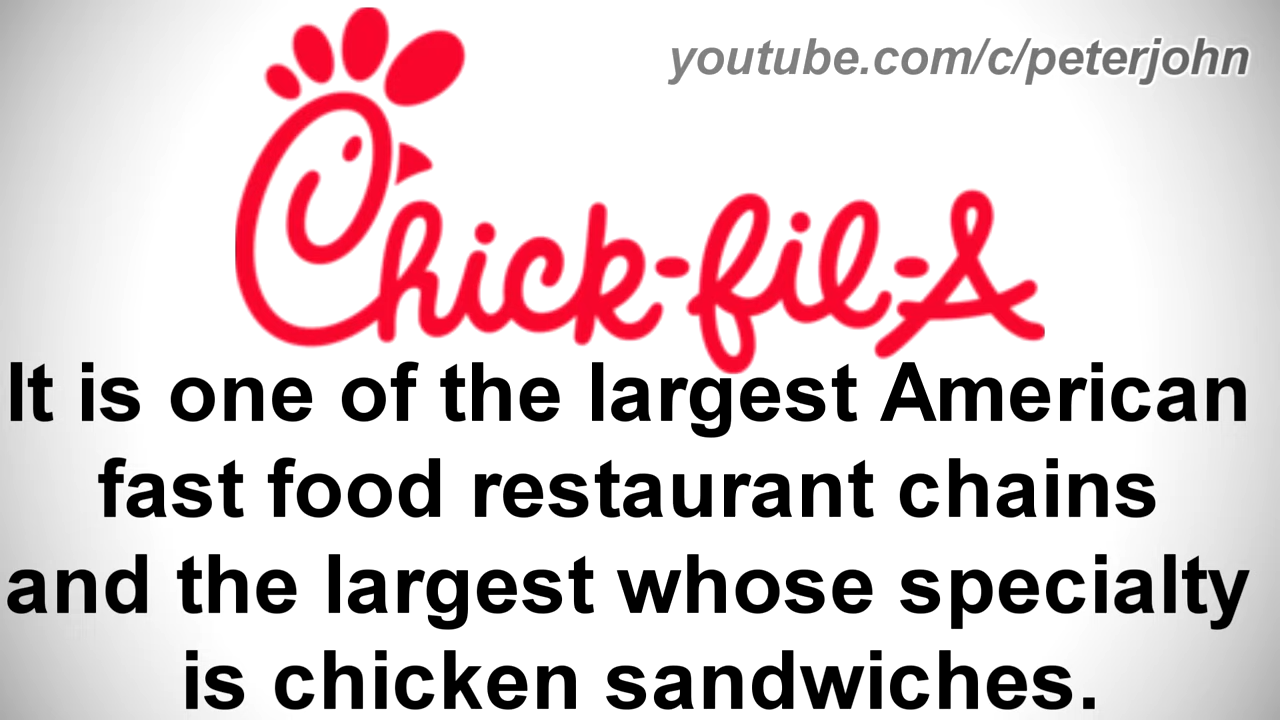 youtube.com/c/peterjohn
Chick-fil-A
It is one of the largest American
fast food restaurant chains
and the largest whose specialty
is chicken sandwiches.